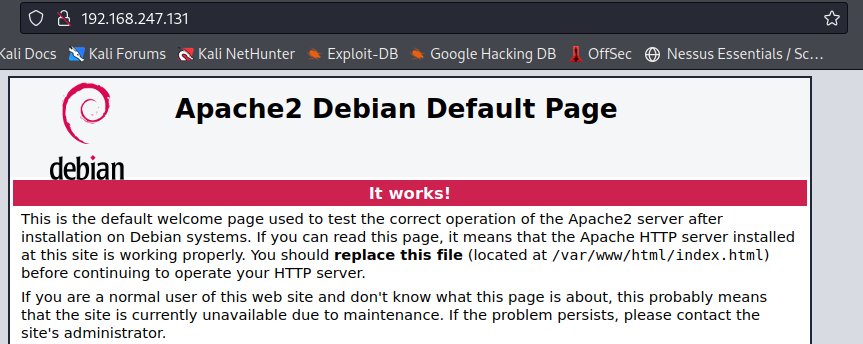 192.168.247.131
Kali Docs Kali Forums Kali NetHunter Exploit-DB Google Hacking DB OffSec Nessus Essentials / Sc...
debian
Apache2 Debian Default Page
It works!
This is the default welcome page used to test the correct operation of the Apache2 server after
installation on Debian systems. If you can read this page, it means that the Apache HTTP server installed
at this site is working properly. You should replace this file (located at /var/www/html/index.html)
before continuing to operate your HTTP server.
If you are a normal user of this web site and don't know what this page is about, this probably means
that the site is currently unavailable due to maintenance. If the problem persists, please contact the
site's administrator.